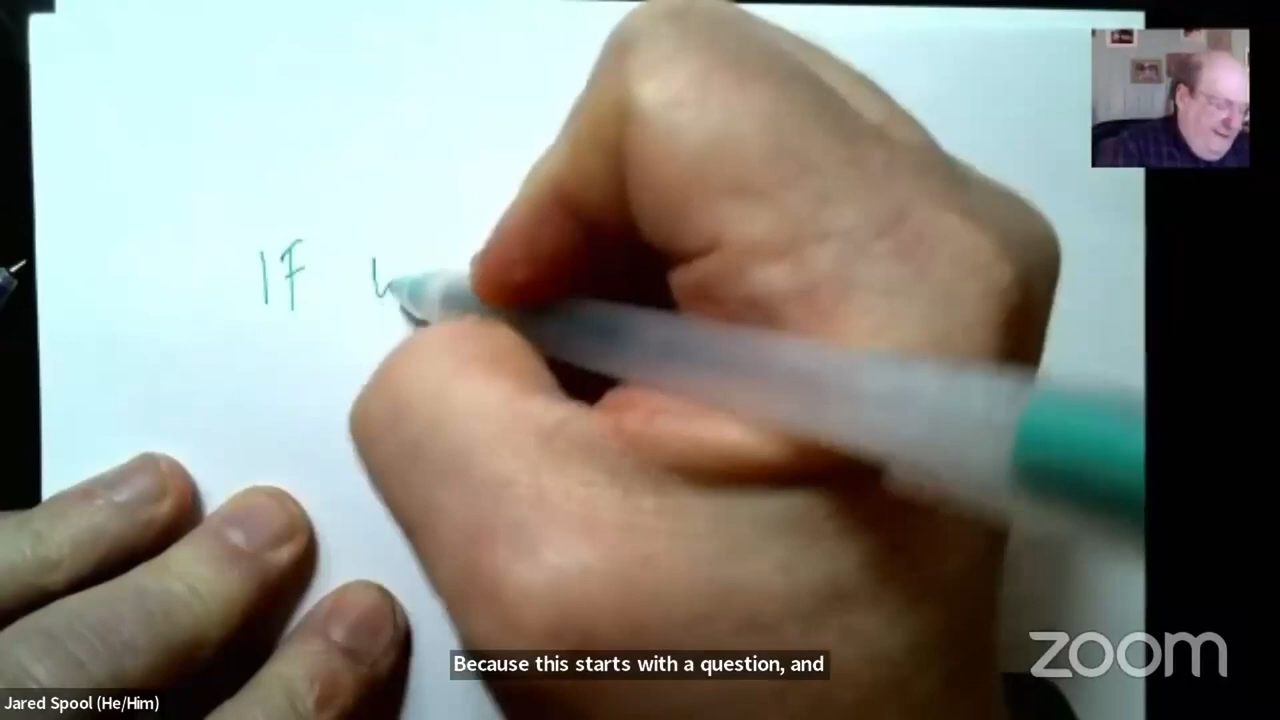 IF
Because this starts with a question, and
Jared Spool (He/Him)
zoom